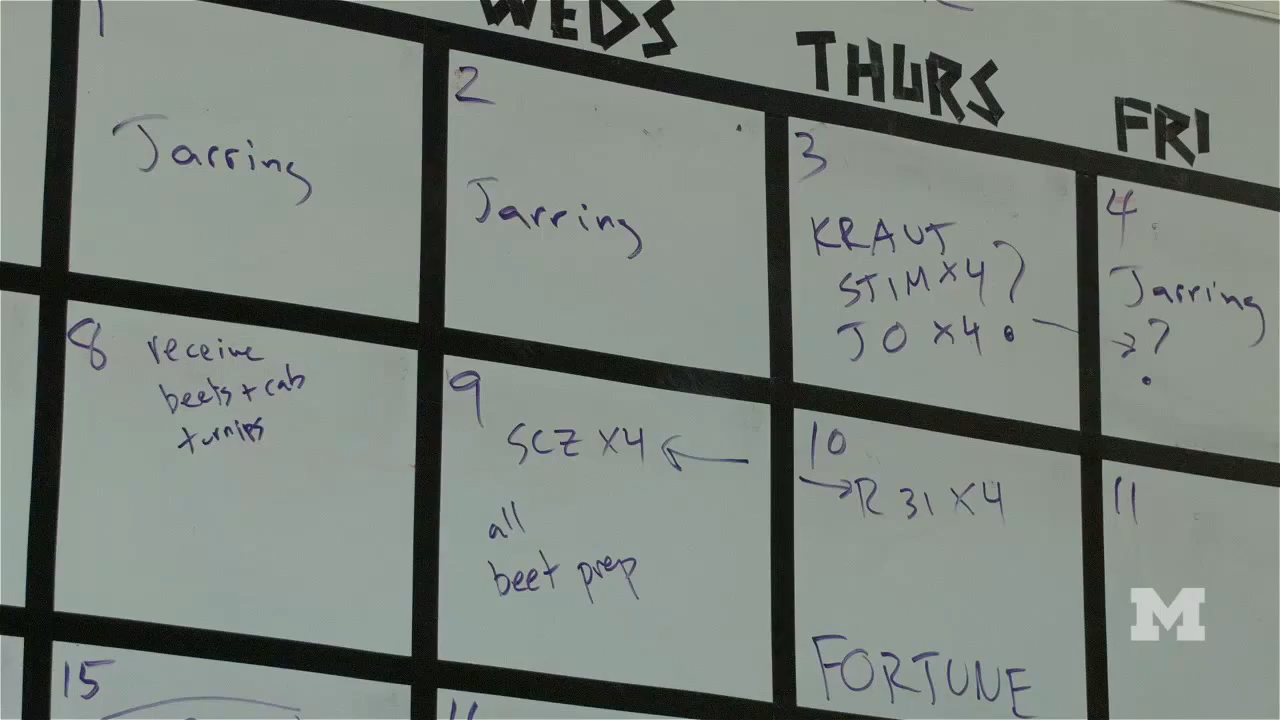 WEDS
THURS
FRI
1
Jarring
2
Jarring
3
KRAUT
STIM X4 ?
JO X4
4
Jarring
→ ?
8 receive
beets + cab
turnips
9
SCZ X4 ←
all
beet prep
10
→ R 31 X4
FORTUNE
11
15
M